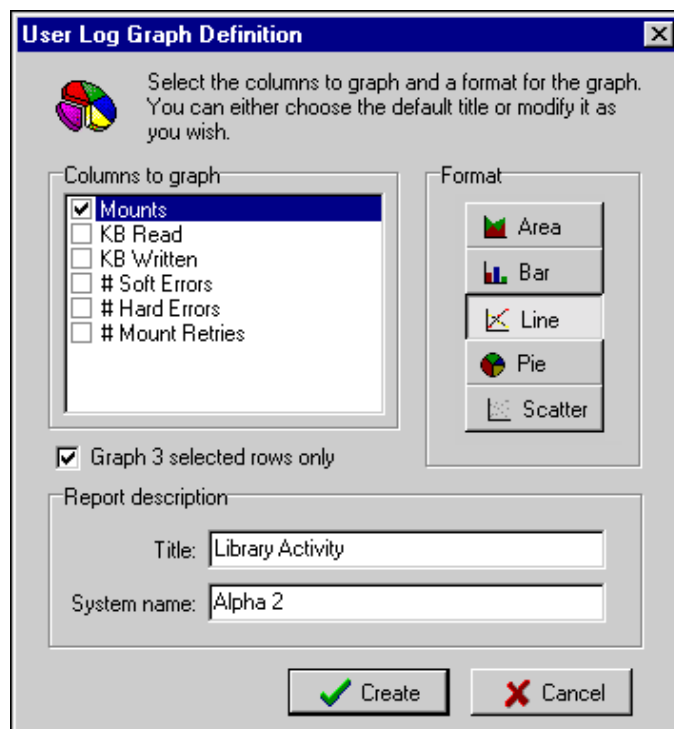 User Log Graph Definition
Select the columns to graph and a format for the graph.
You can either choose the default title or modify it as
you wish.
Columns to graph
Mounts
KB Read
KB Written
# Soft Errors
# Hard Errors
# Mount Retries
Format
Area
Bar
Line
Pie
Scatter
Graph 3 selected rows only
Report description
Title: Library Activity
System name: Alpha 2
Create
Cancel